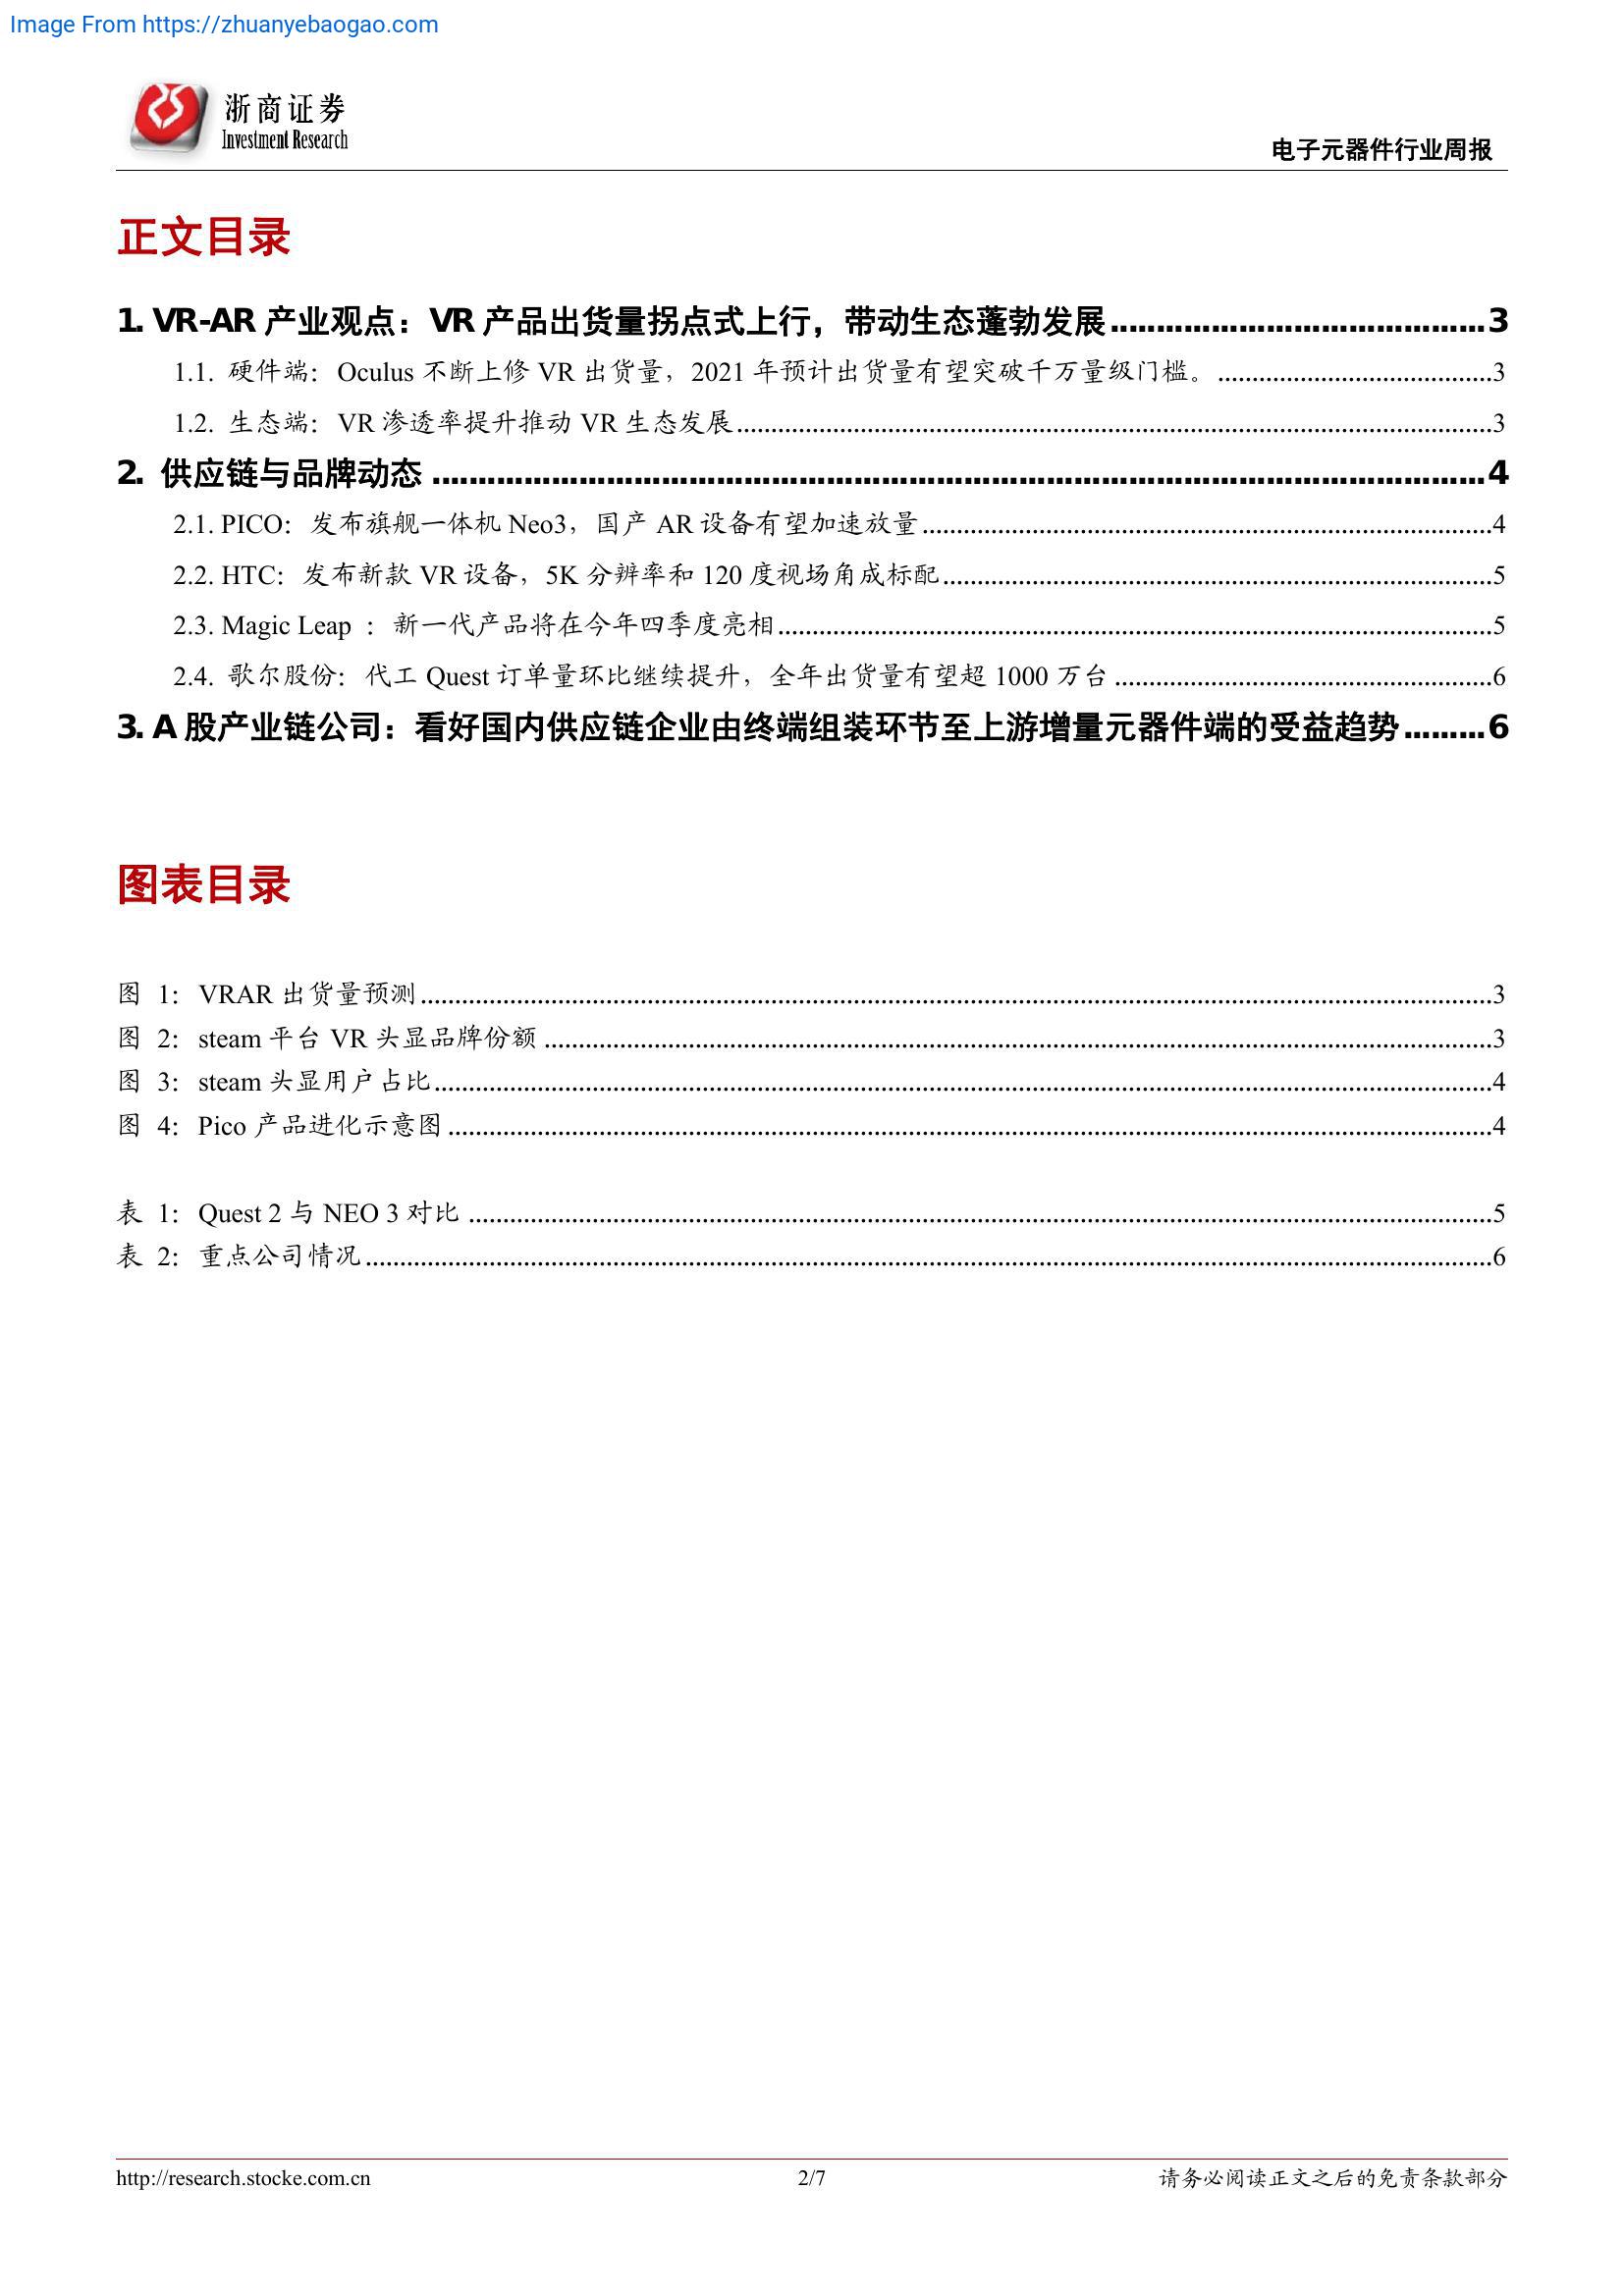 Image From https://zhuanyebaogao.com
浙商证券
Investment Research
电子元器件行业周报
正文目录
1. VR-AR 产业观点：VR 产品出货量拐点式上行，带动生态蓬勃发展 3
1.1. 硬件端：Oculus 不断上修 VR 出货量，2021 年预计出货量有望突破千万量级门槛。 3
1.2. 生态端：VR 渗透率提升推动 VR 生态发展 3
2. 供应链与品牌动态 4
2.1. PICO：发布旗舰一体机 Neo3，国产 AR 设备有望加速放量 4
2.2. HTC：发布新款 VR 设备，5K 分辨率和 120 度视场角成标配 5
2.3. Magic Leap ：新一代产品将在今年四季度亮相 5
2.4. 歌尔股份：代工 Quest 订单量环比继续提升，全年出货量有望超 1000 万台 6
3. A 股产业链公司：看好国内供应链企业由终端组装环节至上游增量元器件端的受益趋势 6
图表目录
图 1：VRAR 出货量预测 3
图 2：steam 平台 VR 头显品牌份额 3
图 3：steam 头显用户占比 4
图 4：Pico 产品进化示意图 4
表 1：Quest 2 与 NEO 3 对比 5
表 2：重点公司情况 6
http://research.stocke.com.cn 2/7 请务必阅读正文之后的免责条款部分